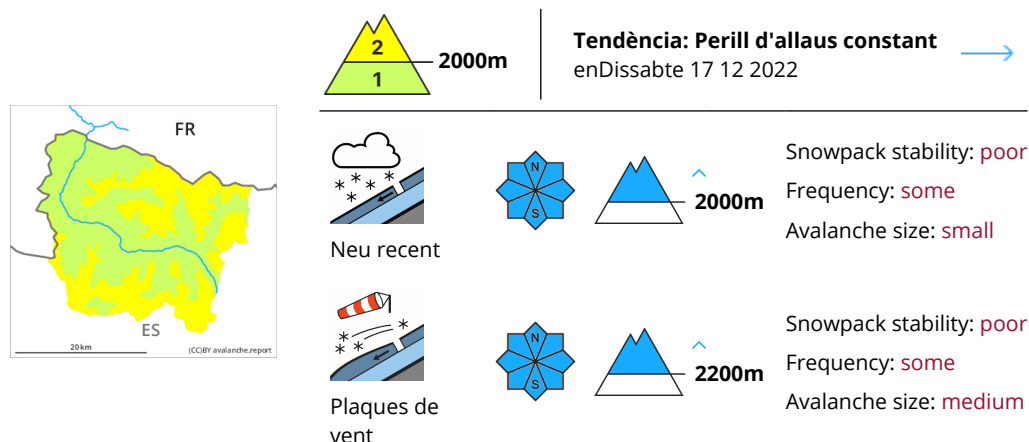 2
1
2000m
Tendència: Perill d'allaus constant
enDissabte 17 12 2022
FR
ES
20 km
(CC)BY avalanche.report
N
S
2000m
Snowpack stability: poor
Frequency: some
Avalanche size: small
Neu recent
N
S
2200m
Snowpack stability: poor
Frequency: some
Avalanche size: medium
Plaques de
vent